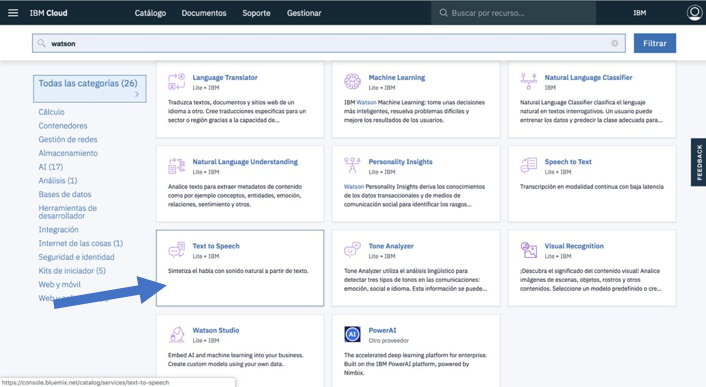 IBM Cloud
Catálogo
Documentos
Soporte
Gestionar
Buscar por recurso...
IBM
watson
Filtrar
Todas las categorías (26)
Cálculo
Contenedores
Gestión de redes
Almacenamiento
AI (17)
Análisis (1)
Bases de datos
Herramientas de
desarrollador
Integración
Internet de las cosas (1)
Seguridad e identidad
Kits de iniciador (5)
Web y móvil
Web
Language Translator
Lite • IBM
Traduzca textos, documentos y sitios web de un
idioma a otro. Cree traducciones específicas para un
sector o región gracias a la capacidad de...
Machine Learning
Lite • IBM
IBM Watson Machine Learning: tome unas decisiones
más inteligentes, resuelva problemas difíciles y
mejore los resultados de los usuarios.
Natural Language Classifier
IBM
Natural Language Classifier clasifica el lenguaje
natural en textos interrogativos. Un usuario puede
entrenar los datos y predecir la clase adecuada para...
Natural Language Understanding
Lite • IBM
Analice texto para extraer metadatos de contenido
como por ejemplo conceptos, entidades, emoción,
relaciones, sentimiento y otros.
Personality Insights
Lite • IBM
Watson Personality Insights deriva los conocimientos
de los datos transaccionales y de medios de
comunicación social para identificar los rasgos...
Speech to Text
Lite • IBM
Transcripción en modalidad continua con baja latencia
Text to Speech
Lite • IBM
Sintetiza el habla con sonido natural a partir de texto.
Tone Analyzer
Lite • IBM
Tone Analyzer utiliza el análisis lingüístico para
detectar tres tipos de tonos en las comunicaciones:
emoción, social e idioma. Esta información se puede...
Visual Recognition
Lite • IBM
¡Descubra el significado del contenido visual! Analice
imágenes de escenas, objetos, rostros y otros
contenidos. Seleccione un modelo predefinido o cre...
Watson Studio
Lite • IBM
Embed AI and machine learning into your business.
Create custom models using your own data.
AI
PowerAI
Otro proveedor
The accelerated deep learning platform for enterprise.
Built on the IBM PowerAI platform, powered by
Nimbix.
FEEDBACK
https://console.bluemix.net/catalog/services/text-to-speech